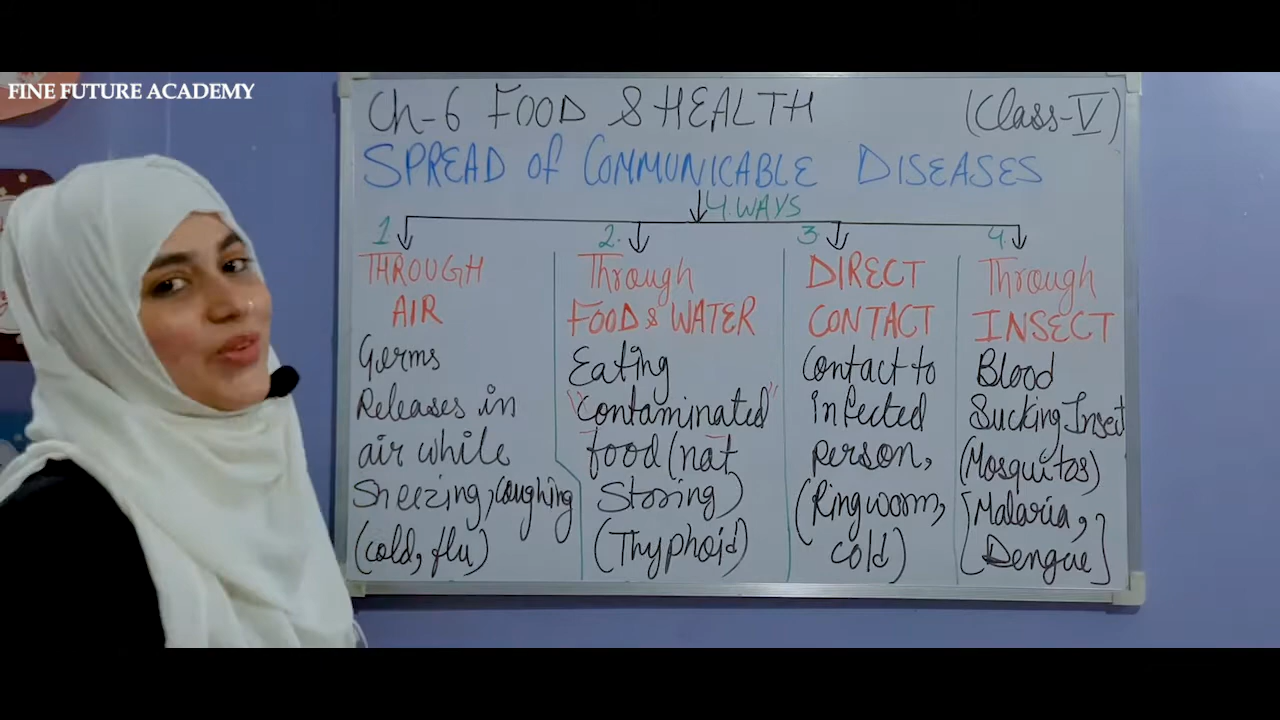 FINE FUTURE ACADEMY
Ch-6 FOOD & HEALTH (Class-V)
SPREAD of COMMUNICABLE DISEASES
4 WAYS
1
THROUGH
AIR
Germs
Releases in
air while
Sneezing, coughing
(cold, flu)
2.
Through
FOOD & WATER
Eating
"contaminated"
food (not
Storing)
(Thyphoid)
3.
DIRECT
CONTACT
Contact to
infected
person,
(Ringworm,
cold)
4.
Through
INSECT
Blood
Sucking Insect
(Mosquitos)
[Malaria,
Dengue]